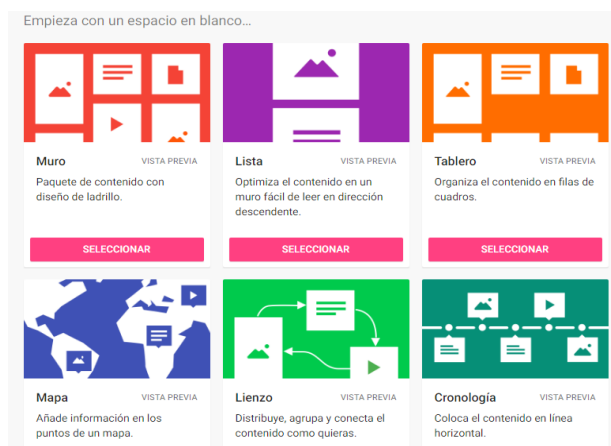 Empieza con un espacio en blanco...
Muro VISTA PREVIA
Paquete de contenido con
diseño de ladrillo.
SELECCIONAR
Lista VISTA PREVIA
Optimiza el contenido en un
muro fácil de leer en dirección
descendente.
SELECCIONAR
Tablero VISTA PREVIA
Organiza el contenido en filas de
cuadros.
SELECCIONAR
Mapa VISTA PREVIA
Añade información en los
puntos de un mapa.
Lienzo VISTA PREVIA
Distribuye, agrupa y conecta el
contenido como quieras.
Cronología VISTA PREVIA
Coloca el contenido en línea
horizontal.